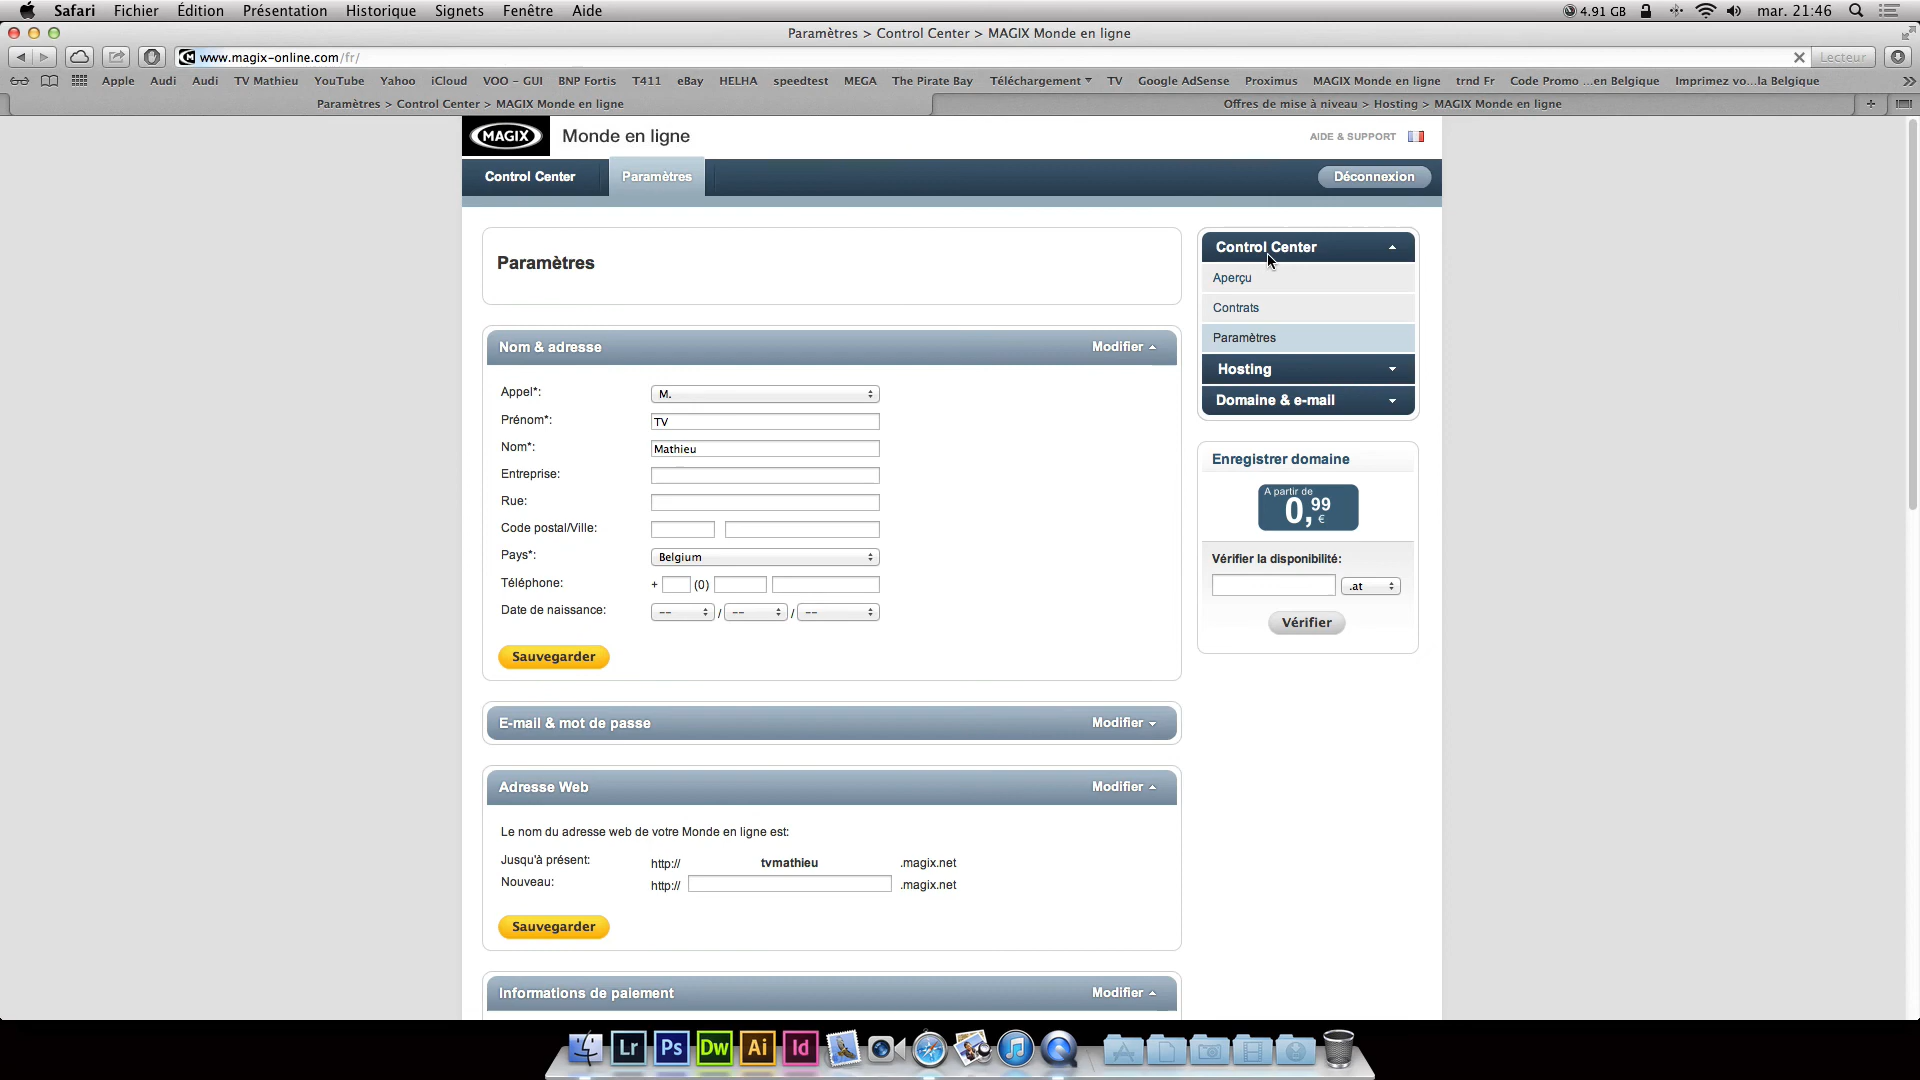 Safari Fichier Édition Présentation Historique Signets Fenêtre Aide 4.91 GB mar. 21:46
Paramètres > Control Center > MAGIX Monde en ligne
www.magix-online.com/fr/ Lecteur
Apple Audi Audi TV Mathieu YouTube Yahoo iCloud VOO - GUI BNP Fortis T411 eBay HELHA speedtest MEGA The Pirate Bay Téléchargement TV Google AdSense Proximus MAGIX Monde en ligne trnd Fr Code Promo ...en Belgique Imprimez vo...la Belgique
Paramètres > Control Center > MAGIX Monde en ligne Offres de mise à niveau > Hosting > MAGIX Monde en ligne
MAGIX Monde en ligne AIDE & SUPPORT
Control Center Paramètres Déconnexion
Paramètres
Nom & adresse Modifier
Appel*: M.
Prénom*: TV
Nom*: Mathieu
Entreprise:
Rue:
Code postal/Ville:
Pays*: Belgium
Téléphone: + (0)
Date de naissance: -- / -- / --
Sauvegarder
E-mail & mot de passe Modifier
Adresse Web Modifier
Le nom du adresse web de votre Monde en ligne est:
Jusqu'à présent: http:// tvmathieu .magix.net
Nouveau: http:// .magix.net
Sauvegarder
Informations de paiement Modifier
Control Center
Aperçu
Contrats
Paramètres
Hosting
Domaine & e-mail
Enregistrer domaine
A partir de
0,99 €
Vérifier la disponibilité:
.at
Vérifier
Lr Ps Dw Ai Id